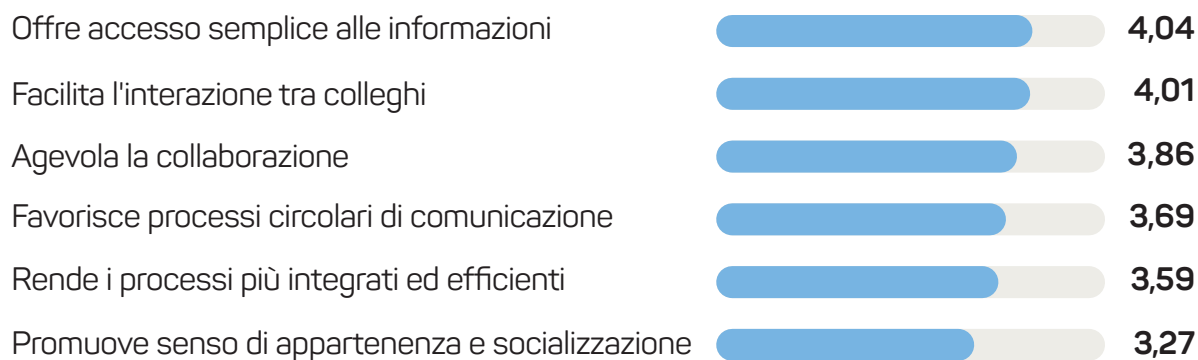 Offre accesso semplice alle informazioni 4,04
Facilita l'interazione tra colleghi 4,01
Agevola la collaborazione 3,86
Favorisce processi circolari di comunicazione 3,69
Rende i processi più integrati ed efficienti 3,59
Promuove senso di appartenenza e socializzazione 3,27